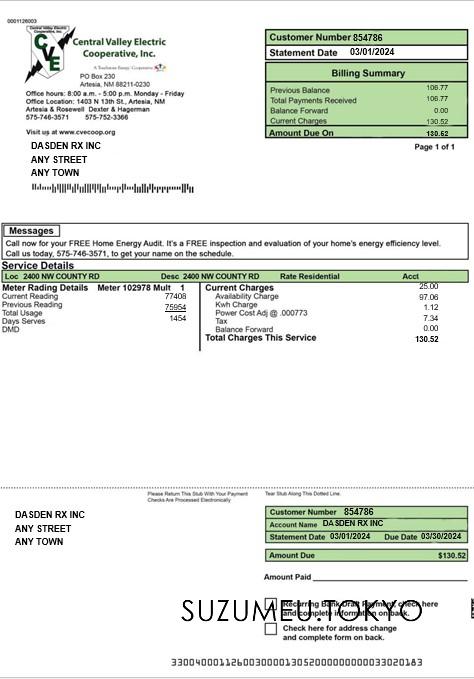 0001126003
Central Valley Electric
CVE
Central Valley Electric
Cooperative, Inc.
A Touchstone Energy Cooperative
PO Box 230
Artesia, NM 88211-0230
Office hours: 8:00 a.m. - 5:00 p.m. Monday - Friday
Office Location: 1403 N 13th St., Artesia, NM
Artesia & Rosewell Dexter & Hagerman
575-746-3571 575-752-3366
Visit us at www.cvecoop.org
DASDEN RX INC
ANY STREET
ANY TOWN
Customer Number 854786
Statement Date 03/01/2024
Billing Summary
Previous Balance 106.77
Total Payments Received 106.77
Balance Forward 0.00
Current Charges 130.52
Amount Due On 130.52
Page 1 of 1
Messages
Call now for your FREE Home Energy Audit. It's a FREE inspection and evaluation of your home's energy efficiency level.
Call us today, 575-746-3571, to get your name on the schedule.
Service Details
Loc 2400 NW COUNTY RD Desc 2400 NW COUNTY RD Rate Residential Acct
Meter Rading Details Meter 102978 Mult 1
Current Reading 77408
Previous Reading 75954
Total Usage 1454
Days Serves
DMD
Current Charges
Availability Charge 25.00
Kwh Charge 97.06
Power Cost Adj @ .000773 1.12
Tax 7.34
Balance Forward 0.00
Total Charges This Service 130.52
Please Return This Stub With Your Payment
Checks Are Processed Electronically
Tear Stub Along This Dotted Line.
DASDEN RX INC
ANY STREET
ANY TOWN
Customer Number 854786
Account Name DASDEN RX INC
Statement Date 03/01/2024 Due Date 03/30/2024
Amount Due $130.52
Amount Paid
Recurring Bank Draft Payment, check here
and complete information on back.
SUZUMEU.TOKYO
Check here for address change
and complete form on back.
33004000112600300001305200000000033020183